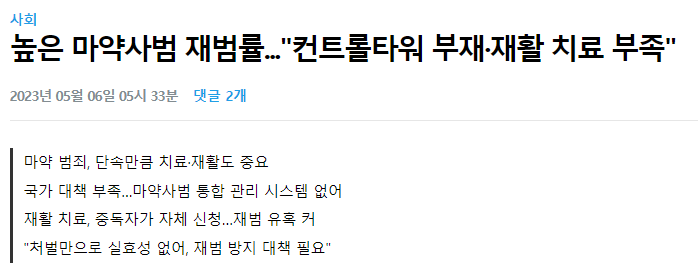 사회
높은 마약사범 재범률..."컨트롤타워 부재·재활 치료 부족"
2023년 05월 06일 05시 33분 댓글 2개
마약 범죄, 단속만큼 치료·재활도 중요
국가 대책 부족...마약사범 통합 관리 시스템 없어
재활 치료, 중독자가 자체 신청...재범 유혹 커
"처벌만으로 실효성 없어, 재범 방지 대책 필요"